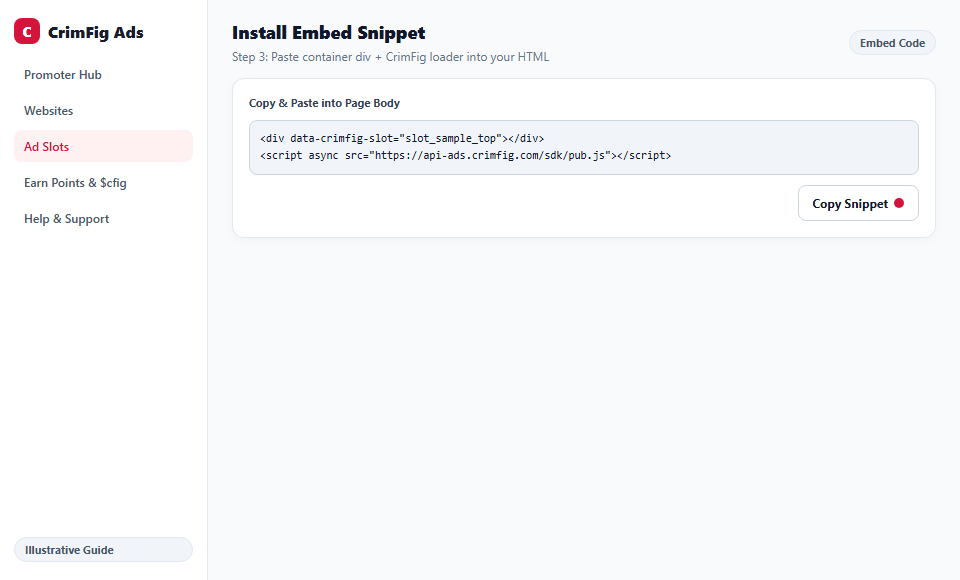 C CrimFig Ads
Promoter Hub
Websites
Ad Slots
Earn Points & $cfig
Help & Support
Illustrative Guide
Install Embed Snippet
Step 3: Paste container div + CrimFig loader into your HTML
Embed Code
Copy & Paste into Page Body
<div data-crimfig-slot="slot_sample_top"></div>
<script async src="https://api-ads.crimfig.com/sdk/pub.js"></script>
Copy Snippet